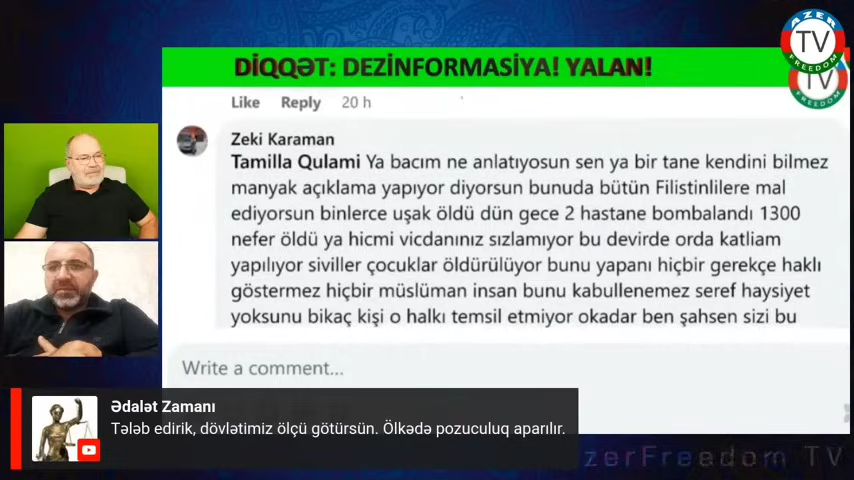 AZER
TV
FREEDOM
TV
FREEDOM
DİQQƏT: DEZİNFORMASİYA! YALAN!
Like Reply 20 h
Zeki Karaman
Tamilla Qulami Ya bacım ne anlatıyosun sen ya bir tane kendini bilmez
manyak açıklama yapıyor diyorsun bunuda bütün Filistinlilere mal
ediyorsun binlerce uşak öldü dün gece 2 hastane bombalandı 1300
nefer öldü ya hicmi vicdanınız sızlamıyor bu devirde orda katliam
yapılıyor siviller çocuklar öldürülüyor bunu yapanı hiçbir gerekçe haklı
göstermez hiçbir müslüman insan bunu kabullenemez seref haysiyet
yoksunu bikaç kişi o halkı temsil etmiyor okadar ben şahsen sizi bu
Write a comment...
Ədalət Zamanı
Tələb edirik, dövlətimiz ölçü götürsün. Ölkədə pozuculuq aparılır.
zerFreedom TV